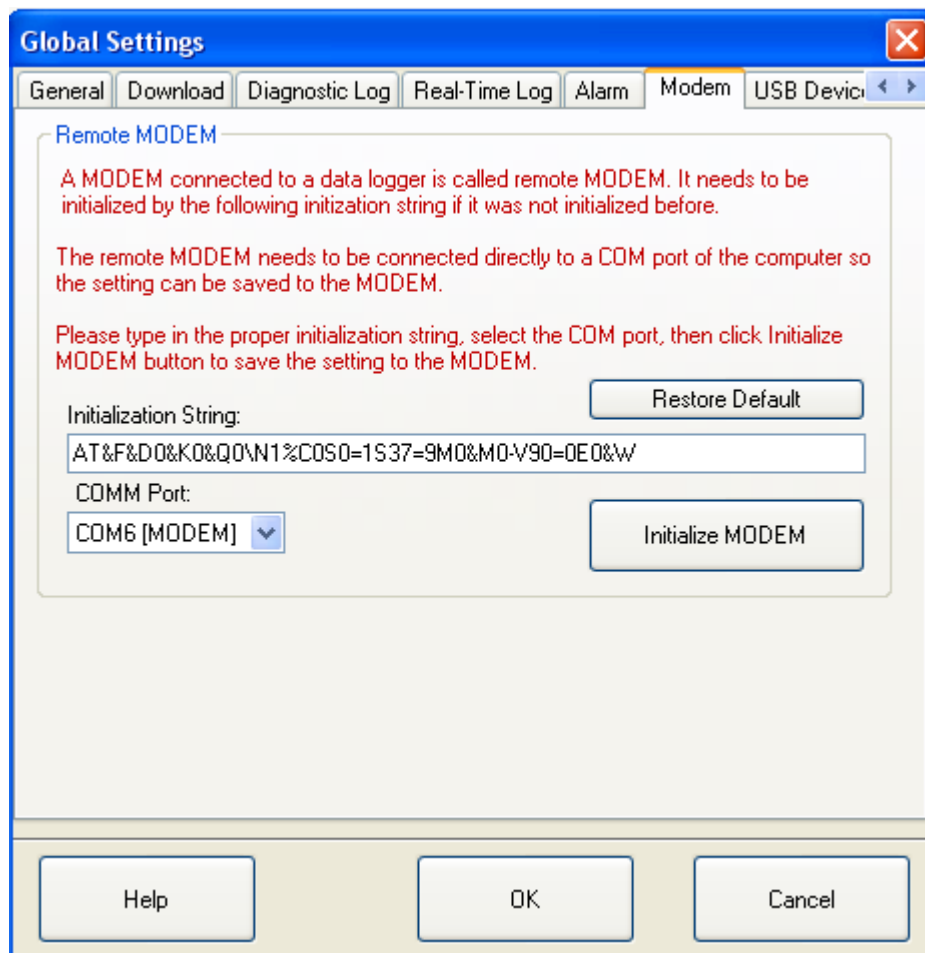 Global Settings
General Download Diagnostic Log Real-Time Log Alarm Modem USB Device
Remote MODEM
A MODEM connected to a data logger is called remote MODEM. It needs to be
initialized by the following initization string if it was not initialized before.
The remote MODEM needs to be connected directly to a COM port of the computer so
the setting can be saved to the MODEM.
Please type in the proper initialization string, select the COM port, then click Initialize
MODEM button to save the setting to the MODEM.
Restore Default
Initialization String:
AT&F&D0&K0&Q0\N1%C0S0=1S37=9M0&M0-V90=0E0&W
COMM Port:
COM6 [MODEM]
Initialize MODEM
Help OK Cancel